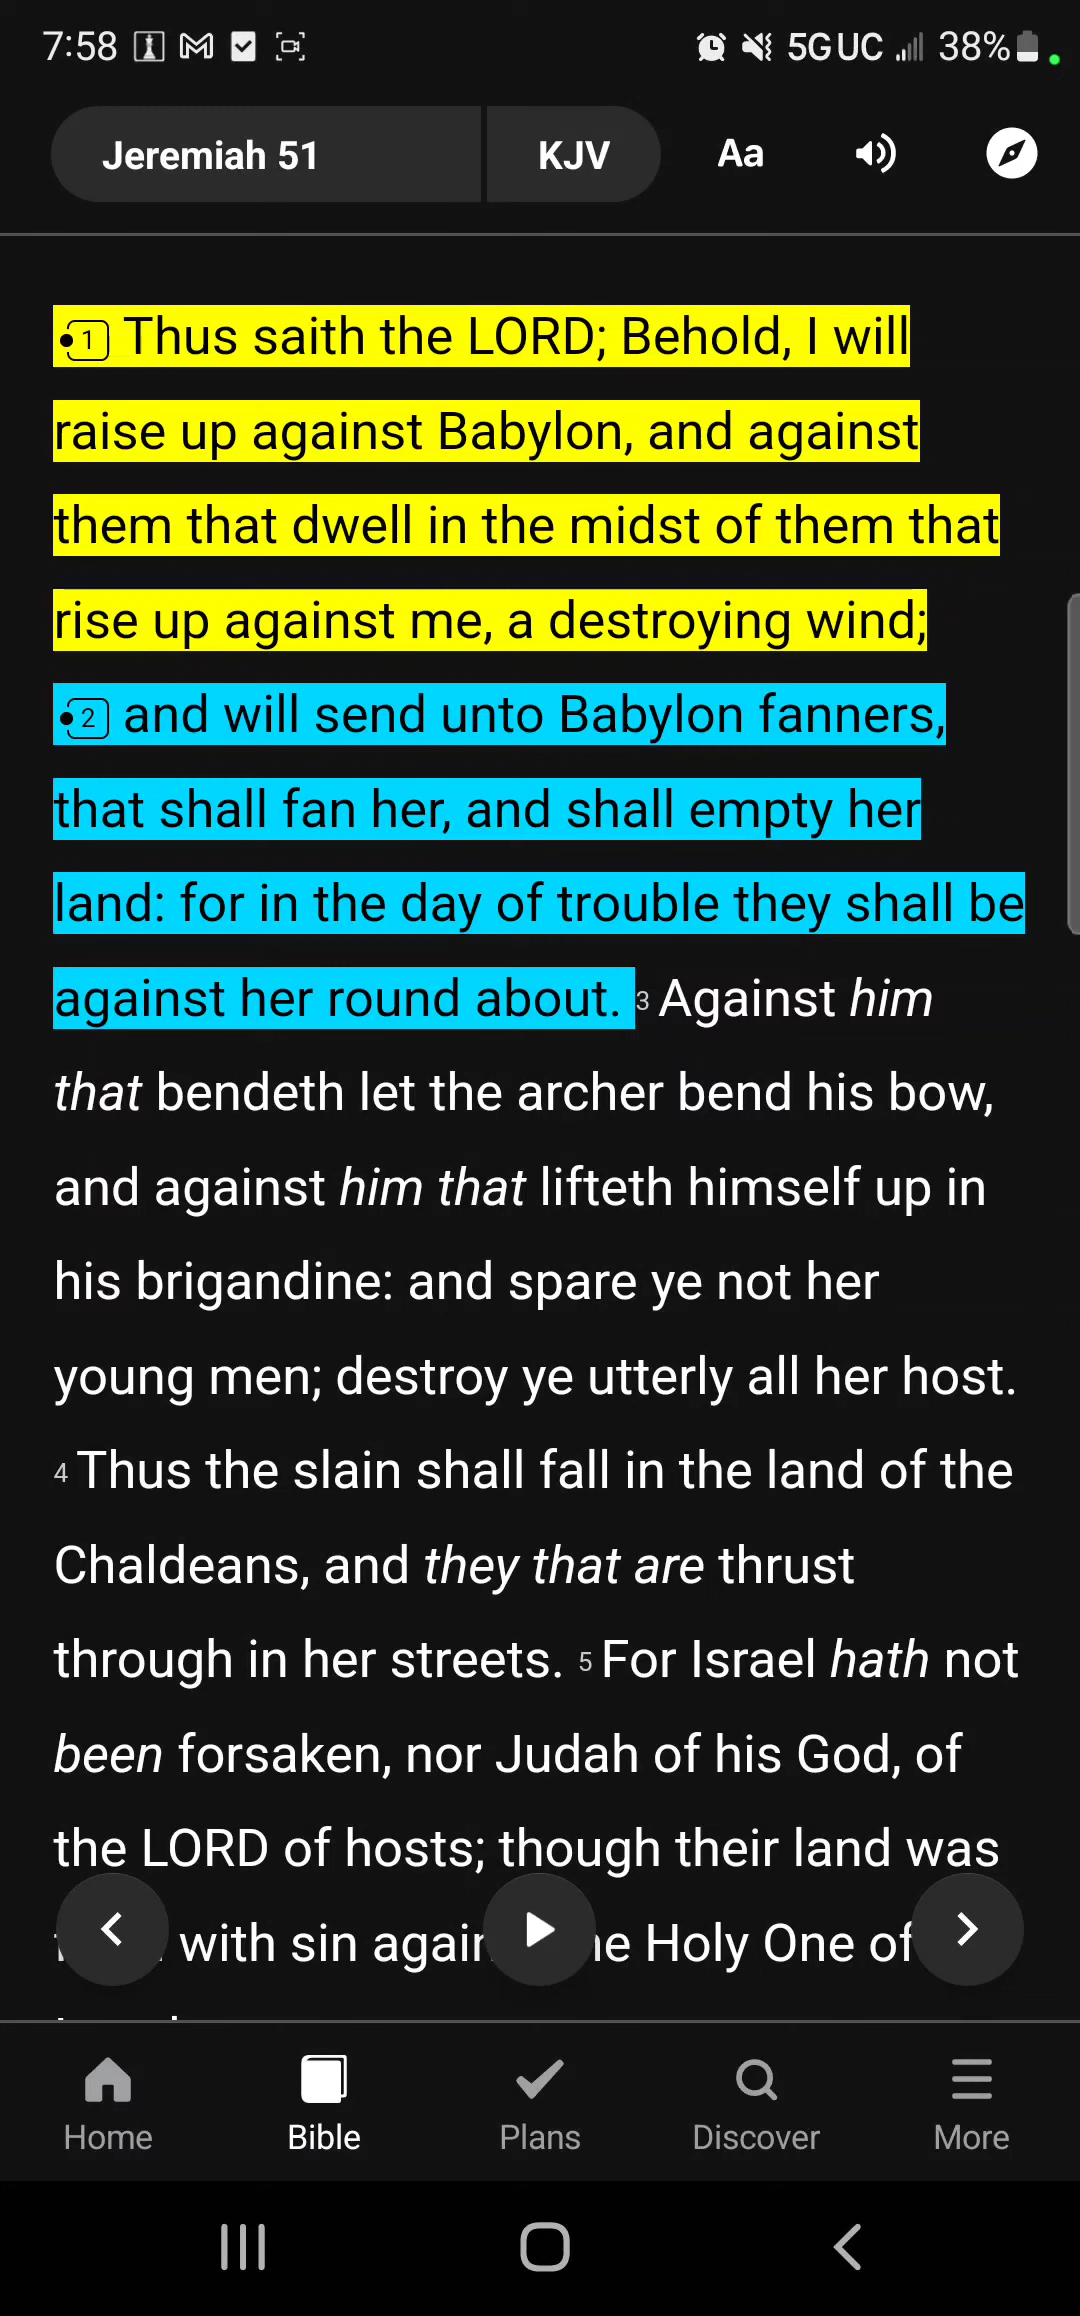 7:58 5G UC 38%
Jeremiah 51 KJV Aa
1 Thus saith the LORD; Behold, I will
raise up against Babylon, and against
them that dwell in the midst of them that
rise up against me, a destroying wind;
2 and will send unto Babylon fanners,
that shall fan her, and shall empty her
land: for in the day of trouble they shall be
against her round about. 3 Against him
that bendeth let the archer bend his bow,
and against him that lifteth himself up in
his brigandine: and spare ye not her
young men; destroy ye utterly all her host.
4 Thus the slain shall fall in the land of the
Chaldeans, and they that are thrust
through in her streets. 5 For Israel hath not
been forsaken, nor Judah of his God, of
the LORD of hosts; though their land was
with sin Holy One of
Home Bible Plans Discover More